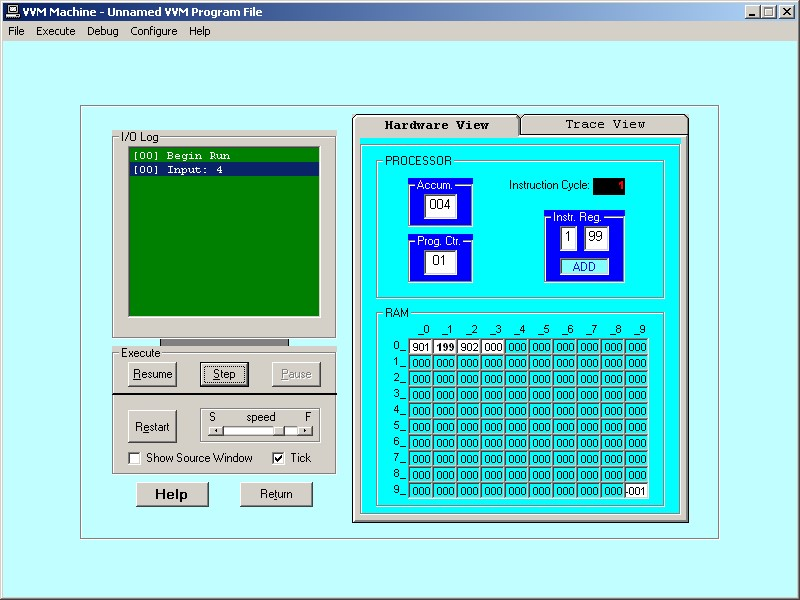 VVM Machine - Unnamed VVM Program File
File Execute Debug Configure Help
I/O Log
[00] Begin Run
[00] Input: 4
Execute
Resume Step Pause
Restart
S speed F
Show Source Window Tick
Help Return
Hardware View Trace View
PROCESSOR
Accum.
004
Instruction Cycle: 1
Prog. Ctr.
01
Instr. Reg.
1 99
ADD
RAM
_0 _1 _2 _3 _4 _5 _6 _7 _8 _9
0_ 901 199 902 000 000 000 000 000 000 000
1_ 000 000 000 000 000 000 000 000 000 000
2_ 000 000 000 000 000 000 000 000 000 000
3_ 000 000 000 000 000 000 000 000 000 000
4_ 000 000 000 000 000 000 000 000 000 000
5_ 000 000 000 000 000 000 000 000 000 000
6_ 000 000 000 000 000 000 000 000 000 000
7_ 000 000 000 000 000 000 000 000 000 000
8_ 000 000 000 000 000 000 000 000 000 000
9_ 000 000 000 000 000 000 000 000 000 -001